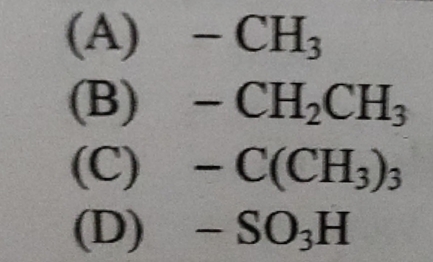 (A) – CH₃
(B) – CH₂CH₃
(C) – C(CH₃)₃
(D) – SO₃H